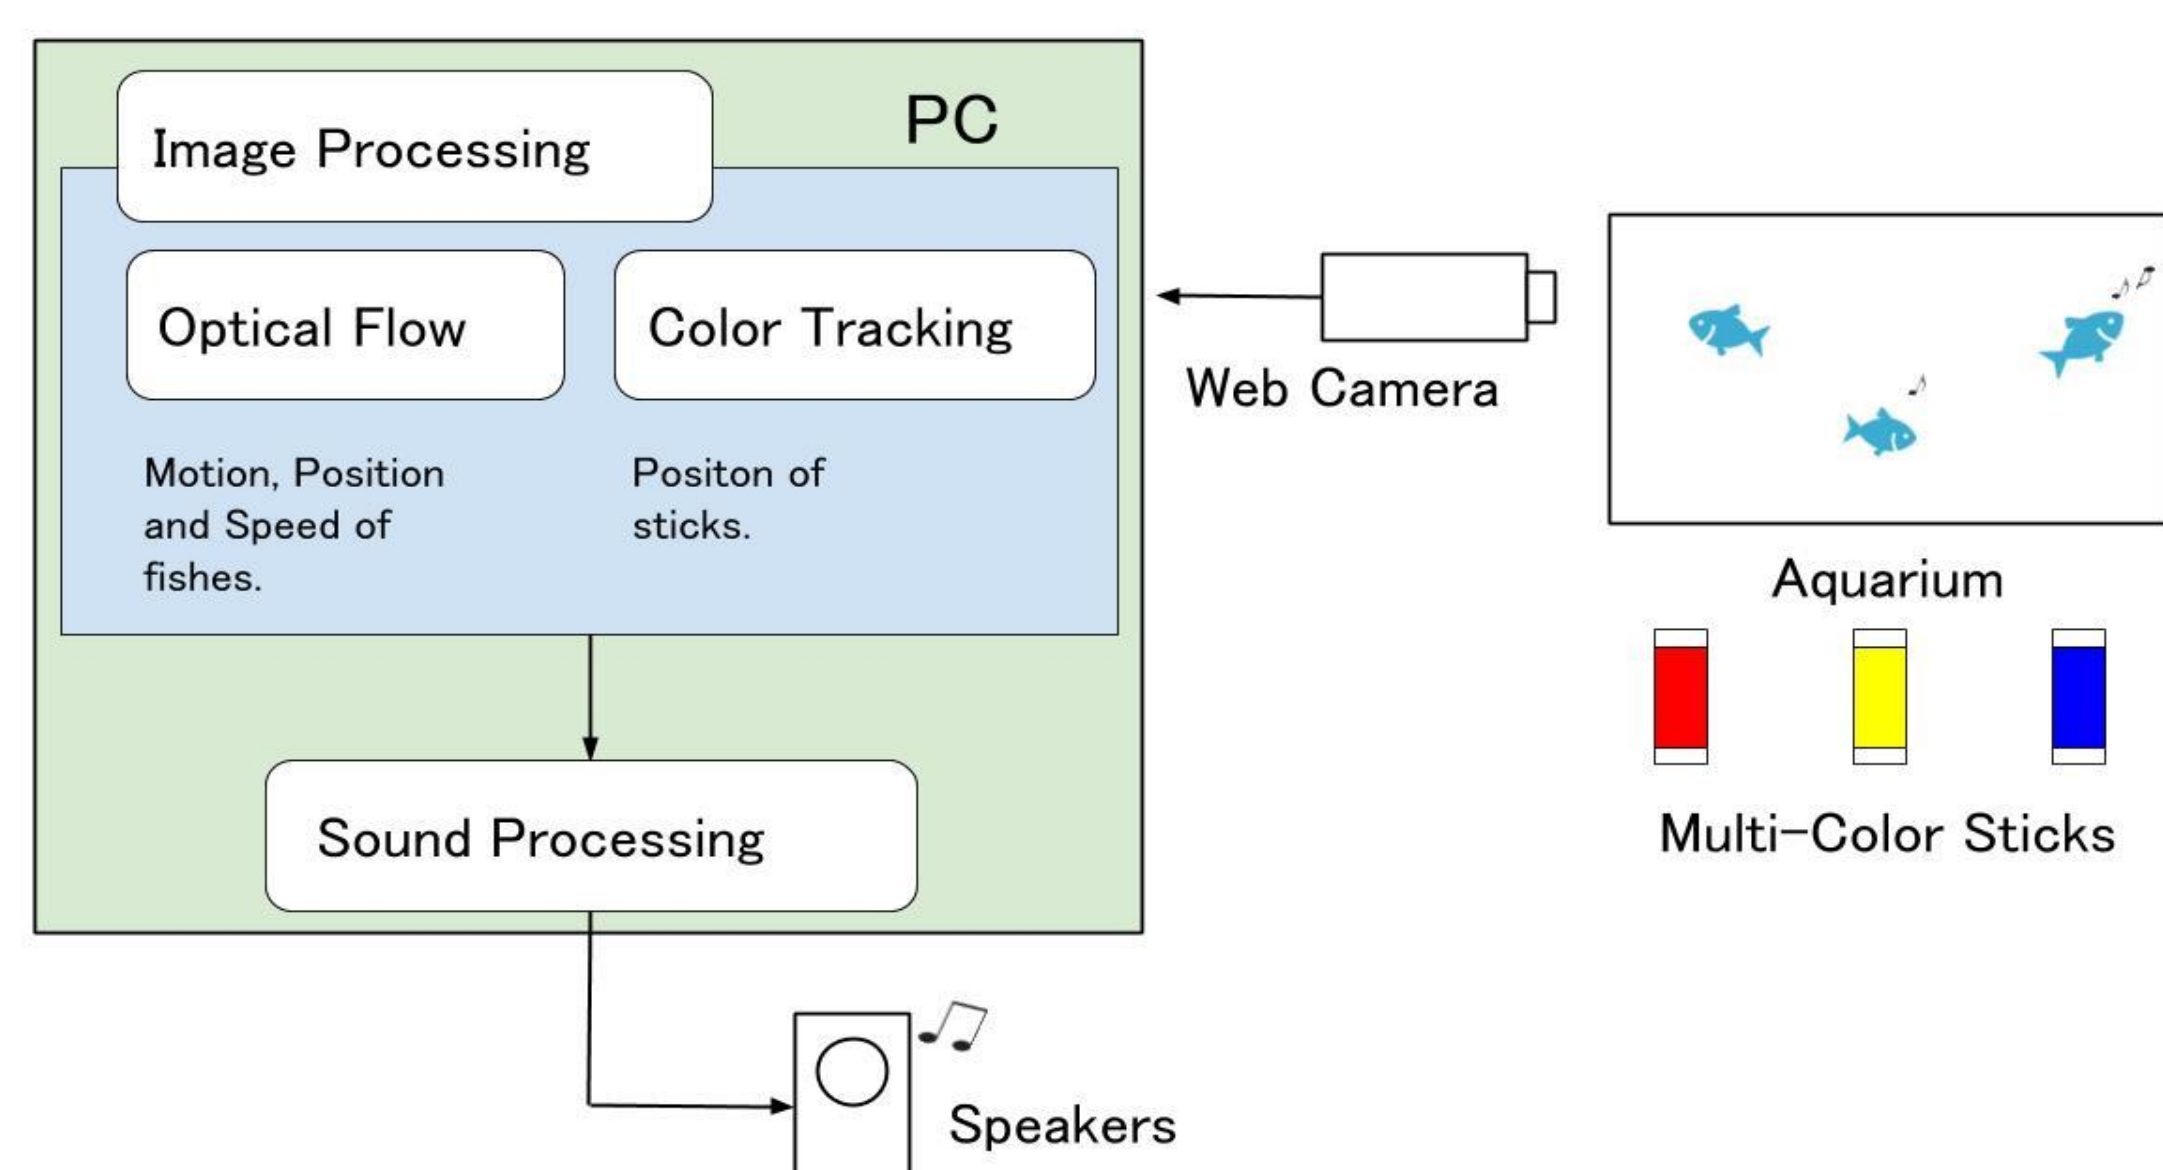 PC
Image Processing
Optical Flow
Color Tracking
Motion, Position
and Speed of
fishes.
Positon of
sticks.
Sound Processing
Web Camera
Aquarium
Multi-Color Sticks
Speakers